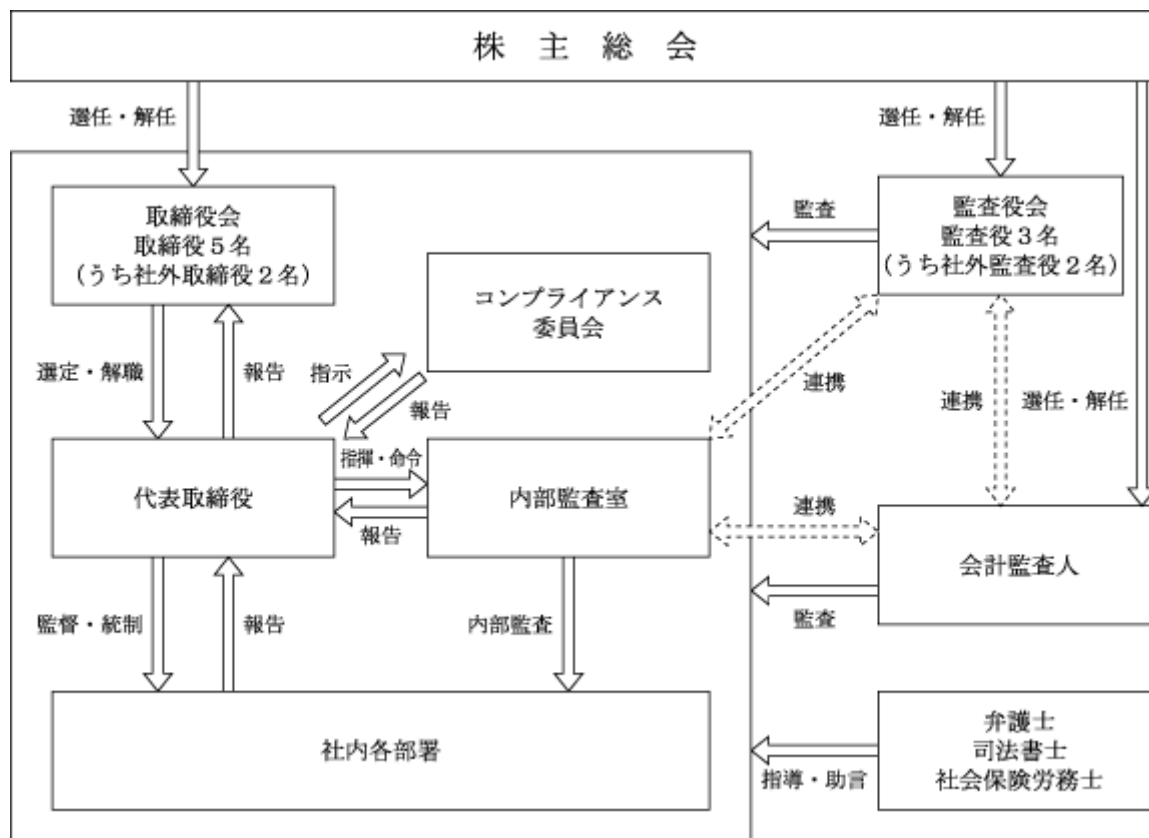 株主総会
選任・解任
選任・解任
取締役会
取締役5名
(うち社外取締役2名)
監査
監査役会
監査役3名
(うち社外監査役2名)
コンプライアンス
委員会
選定・解職
報告
指示
報告
連携
連携
選任・解任
指揮・命令
代表取締役
内部監査室
報告
連携
会計監査人
監査
監督・統制
報告
内部監査
社内各部署
指導・助言
弁護士
司法書士
社会保険労務士